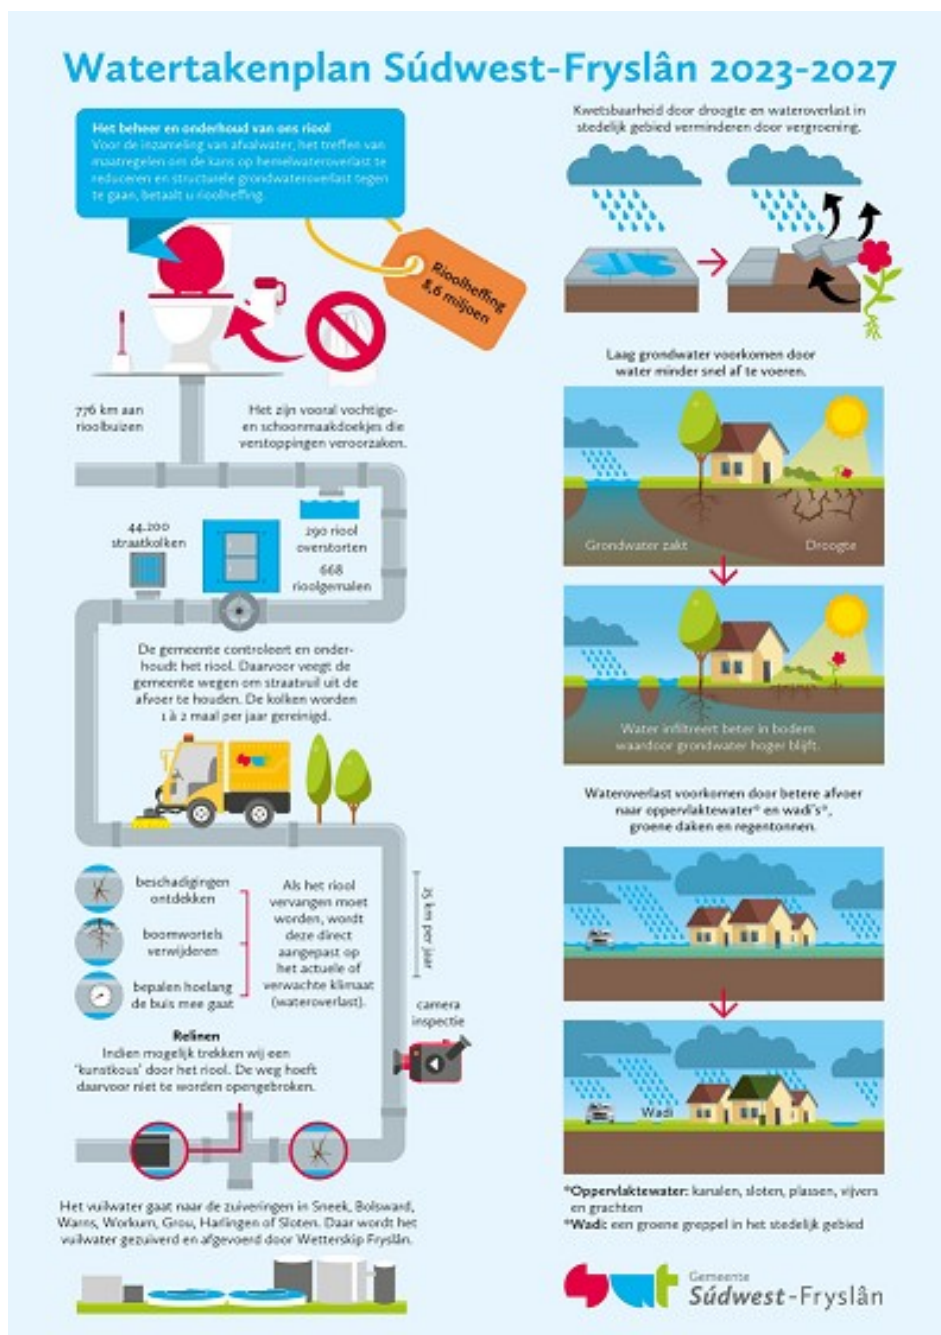 Watertakenplan Súdwest-Fryslân 2023-2027
Het beheer en onderhoud van ons riool
Voor de inzameling van afvalwater, het treffen van
maatregelen om de kans op hemelwateroverlast te
reduceren en structurele grondwateroverlast tegen
te gaan, betaalt u rioolheffing.
Rioolheffing
8,6 miljoen
776 km aan
rioolbuizen
Het zijn vooral vochtige-
en schoonmaakdoekjes die
verstoppingen veroorzaken.
44.200
straatkolken
290 riool
overstorten
668
rioolgemalen
De gemeente controleert en onder-
houdt het riool. Daarvoor veegt de
gemeente wegen om straatvuil uit de
afvoer te houden. De kolken worden
1 à 2 maal per jaar gereinigd.
beschadigingen
ontdekken
boomwortels
verwijderen
bepalen hoelang
de buis mee gaat
Als het riool
vervangen moet
worden, wordt
deze direct
aangepast op
het actuele of
verwachte klimaat
(wateroverlast).
25 km per jaar
camera
inspectie
Relinen
Indien mogelijk trekken wij een
'kunstkous' door het riool. De weg hoeft
daarvoor niet te worden opengebroken.
Het vuilwater gaat naar de zuiveringen in Sneek, Bolsward,
Warns, Workum, Grou, Harlingen of Sloten. Daar wordt het
vuilwater gezuiverd en afgevoerd door Wetterskip Fryslân.
Kwetsbaarheid door droogte en wateroverlast in
stedelijk gebied verminderen door vergroening.
Laag grondwater voorkomen door
water minder snel af te voeren.
Grondwater zakt
Droogte
Water infiltreert beter in bodem
waardoor grondwater hoger blijft.
Wateroverlast voorkomen door betere afvoer
naar oppervlaktewater* en wadi's*,
groene daken en regentonnen.
Wadi
*Oppervlaktewater: kanalen, sloten, plassen, vijvers
en grachten
*Wadi: een groene greppel in het stedelijk gebied
Gemeente
Súdwest-Fryslân